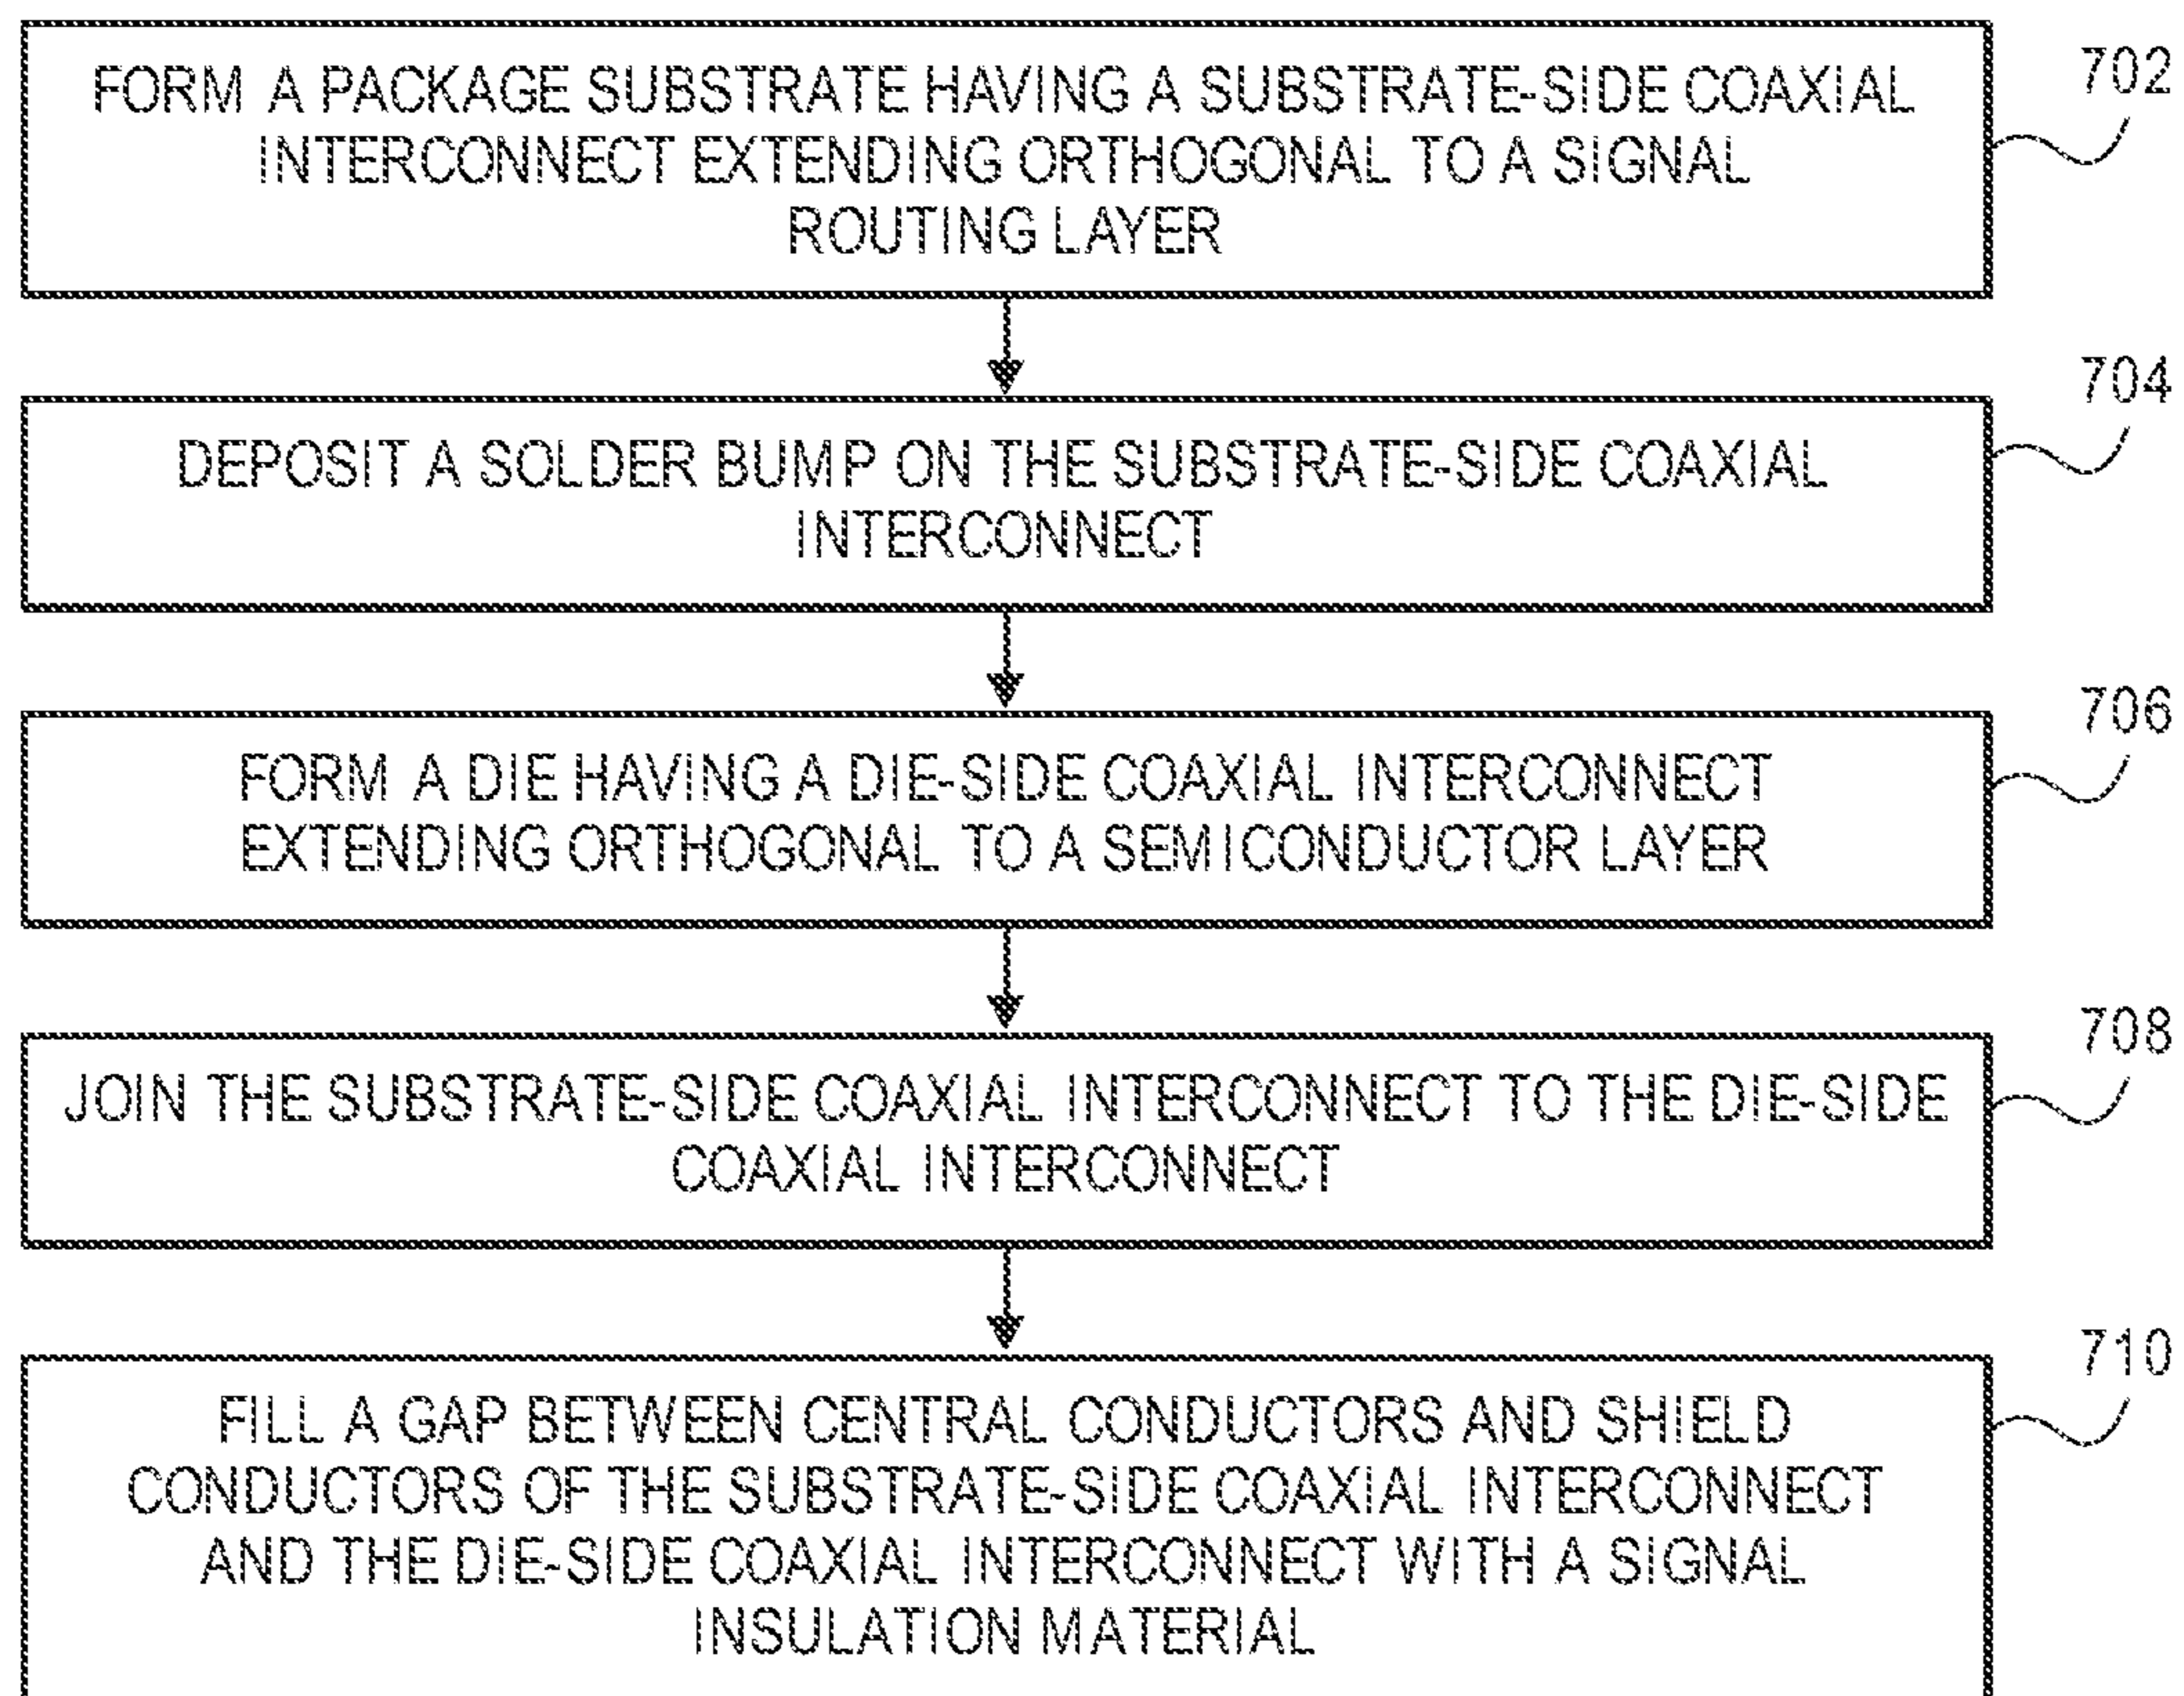 FORM A PACKAGE SUBSTRATE HAVING A SUBSTRATE-SIDE COAXIAL
INTERCONNECT EXTENDING ORTHOGONAL TO A SIGNAL
ROUTING LAYER
702
DEPOSIT A SOLDER BUMP ON THE SUBSTRATE-SIDE COAXIAL
INTERCONNECT
704
FORM A DIE HAVING A DIE-SIDE COAXIAL INTERCONNECT
EXTENDING ORTHOGONAL TO A SEMICONDUCTOR LAYER
706
JOIN THE SUBSTRATE-SIDE COAXIAL INTERCONNECT TO THE DIE-SIDE
COAXIAL INTERCONNECT
708
FILL A GAP BETWEEN CENTRAL CONDUCTORS AND SHIELD
CONDUCTORS OF THE SUBSTRATE-SIDE COAXIAL INTERCONNECT
AND THE DIE-SIDE COAXIAL INTERCONNECT WITH A SIGNAL
INSULATION MATERIAL
710